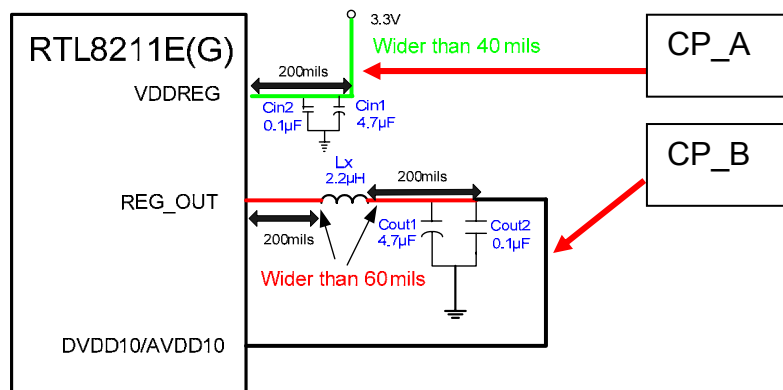 3.3V
RTL8211E(G)
Wider than 40 mils
CP_A
200mils
VDDREG
Cin2
0.1µF
Cin1
4.7µF
CP_B
Lx
2.2µH
200mils
REG_OUT
200mils
Cout1
4.7µF
Cout2
0.1µF
Wider than 60 mils
DVDD10/AVDD10